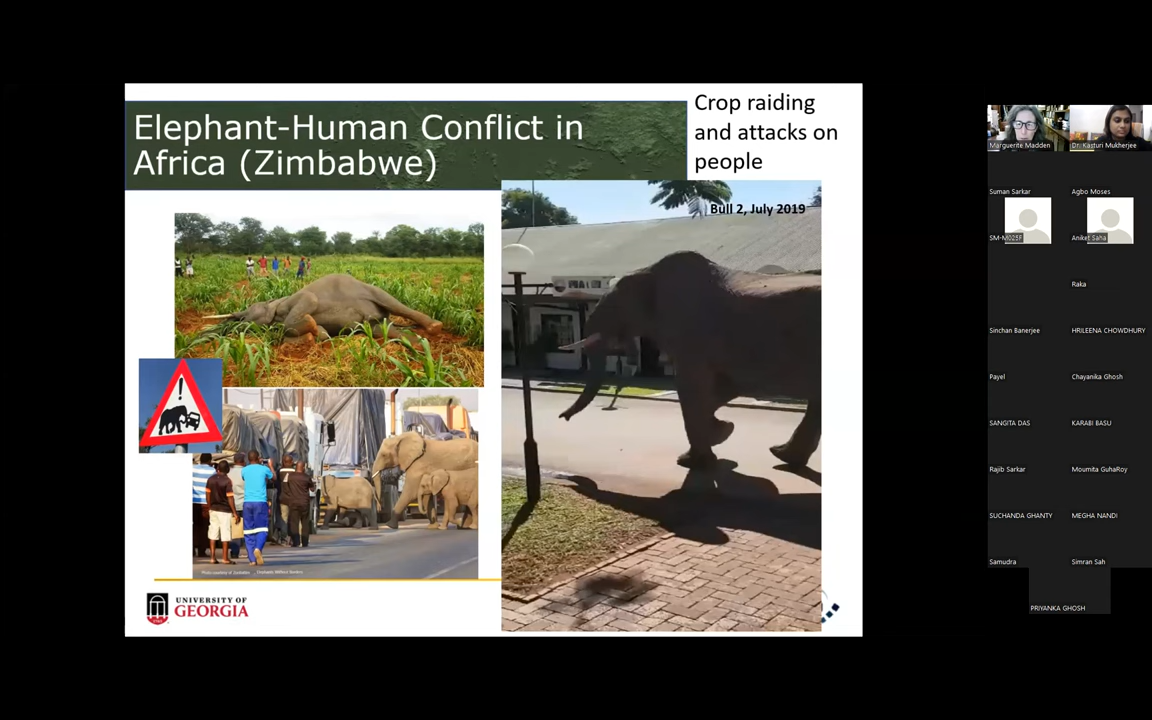 Elephant-Human Conflict in
Africa (Zimbabwe)
Crop raiding
and attacks on
people
Bull 2, July 2019
UNIVERSITY OF
GEORGIA
Marguerite Madden
Dr. Kasturi Mukherjee
Suman Sarkar
Agbo Moses
SM-M025F
Aniket Saha
Raka
Sinchan Banerjee
HRILEENA CHOWDHURY
Payel
Chayanika Ghosh
SANGITA DAS
KARABI BASU
Rajib Sarkar
Moumita GuhaRoy
SUCHANDA GHANTY
MEGHA NANDI
Samudra
Simran Sah
PRIYANKA GHOSH